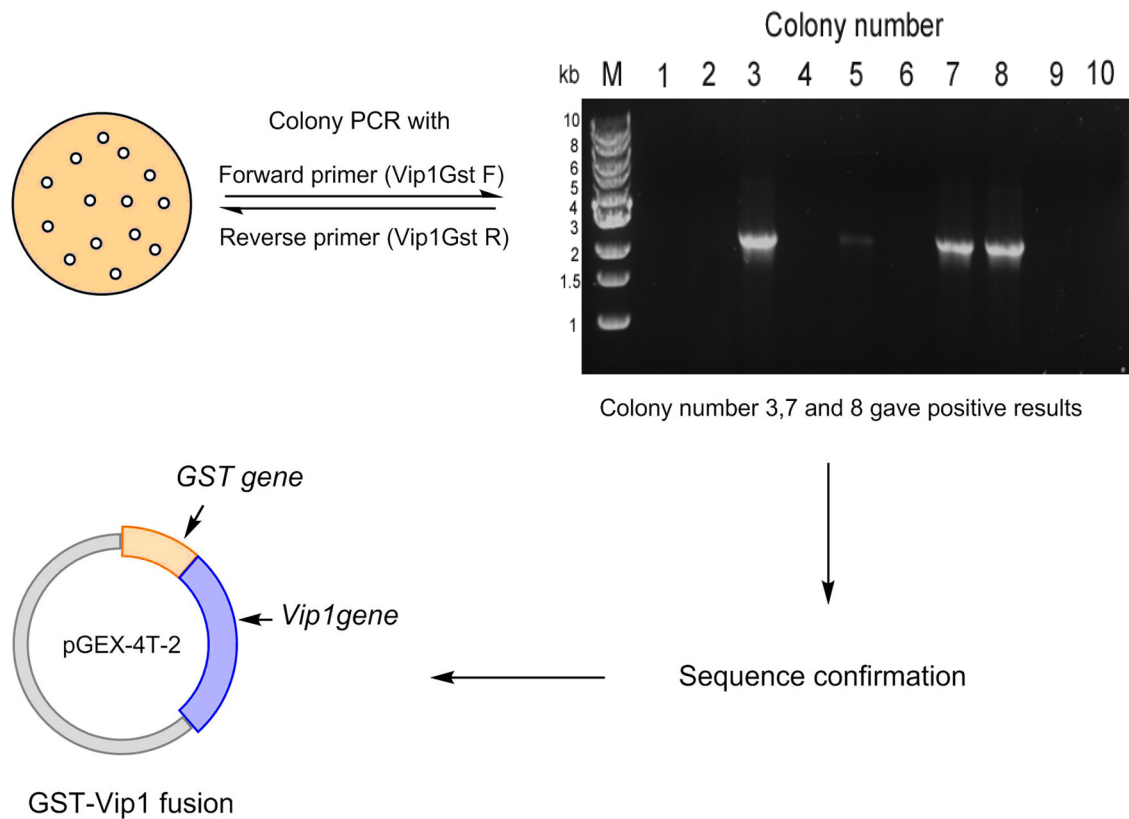 Colony number
kb M 1 2 3 4 5 6 7 8 9 10
10
8
6
5
4
3
2
1.5
1
Colony PCR with
Forward primer (Vip1Gst F)
Reverse primer (Vip1Gst R)
Colony number 3,7 and 8 gave positive results
Sequence confirmation
GST gene
Vip1gene
pGEX-4T-2
GST-Vip1 fusion